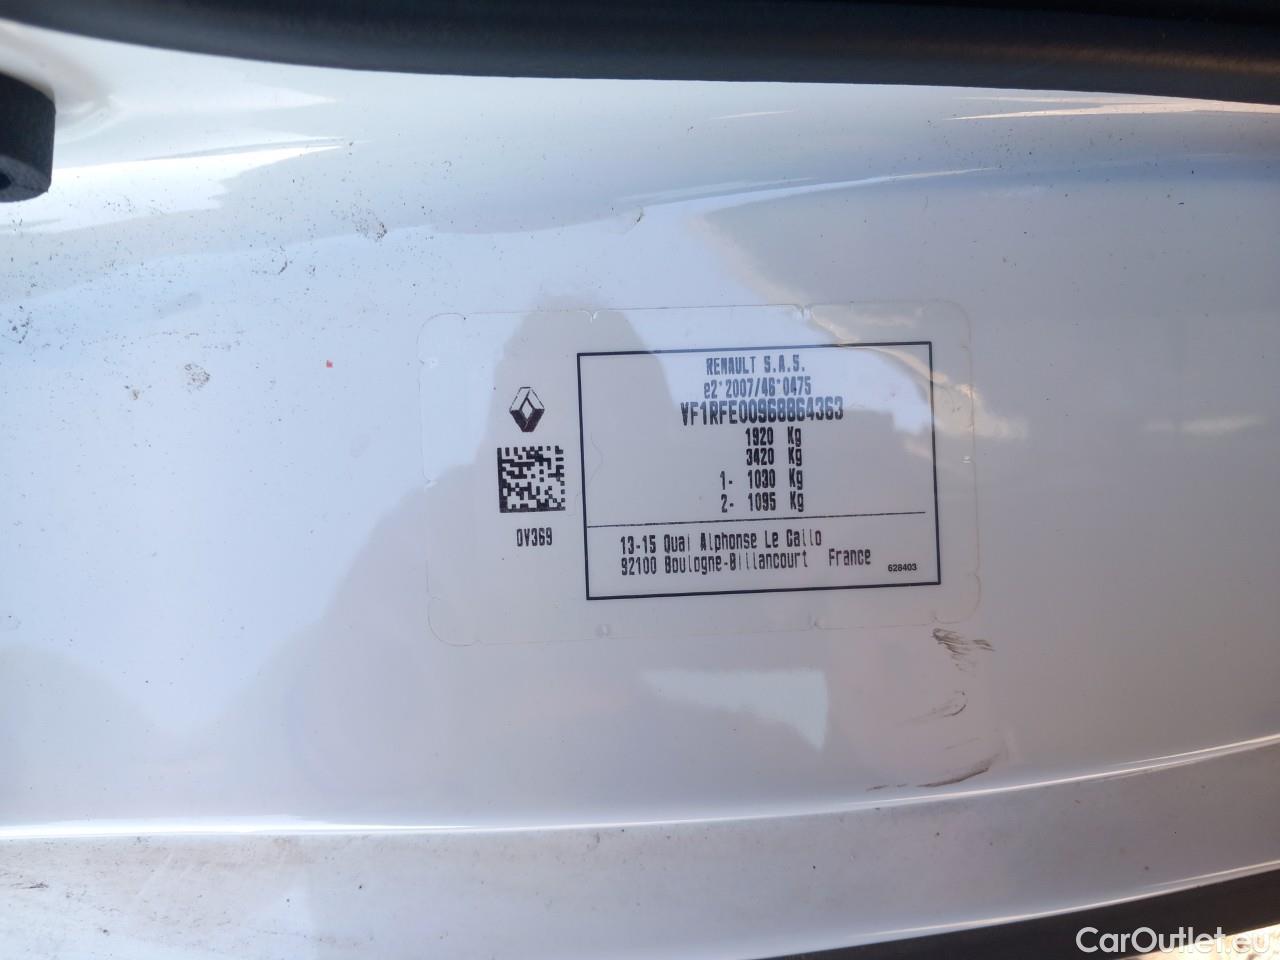 RENAULT S.A.S.
e2*2007/46*0475
VF1RFE00968864363
1920 Kg
3420 Kg
1- 1030 Kg
2- 1095 Kg
DV369
13-15 Quai Alphonse Le Gallo
92100 Boulogne-Billancourt France
628403
CarOutlet.eu